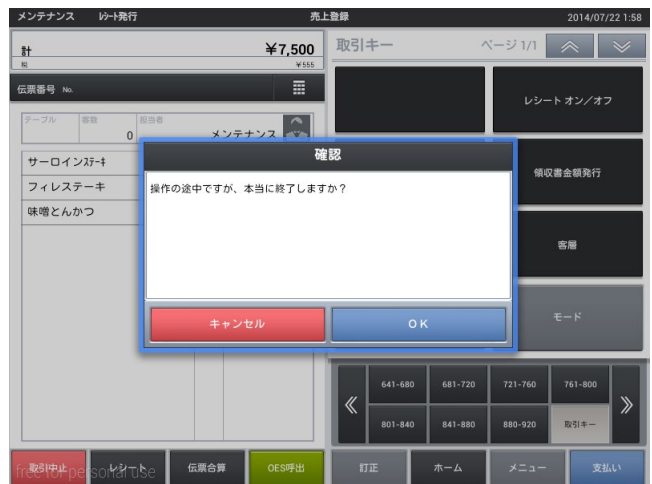 メンテナンス ﾚｼｰﾄ発行 売上登録 2014/07/22 1:58
計 ¥7,500
税 ¥555
伝票番号 No.
テーブル 客数 担当者
0 メンテナンス
サーロインｽﾃｰｷ
フィレステーキ
味噌とんかつ
取引キー ページ 1/1
レシート オン／オフ
領収書金額発行
客層
モード
確認
操作の途中ですが、本当に終了しますか？
キャンセル OK
641-680 681-720 721-760 761-800
801-840 841-880 880-920 取引キー
取引中止 レシート 伝票合算 OES呼出 訂正 ホーム メニュー 支払い
free for personal use